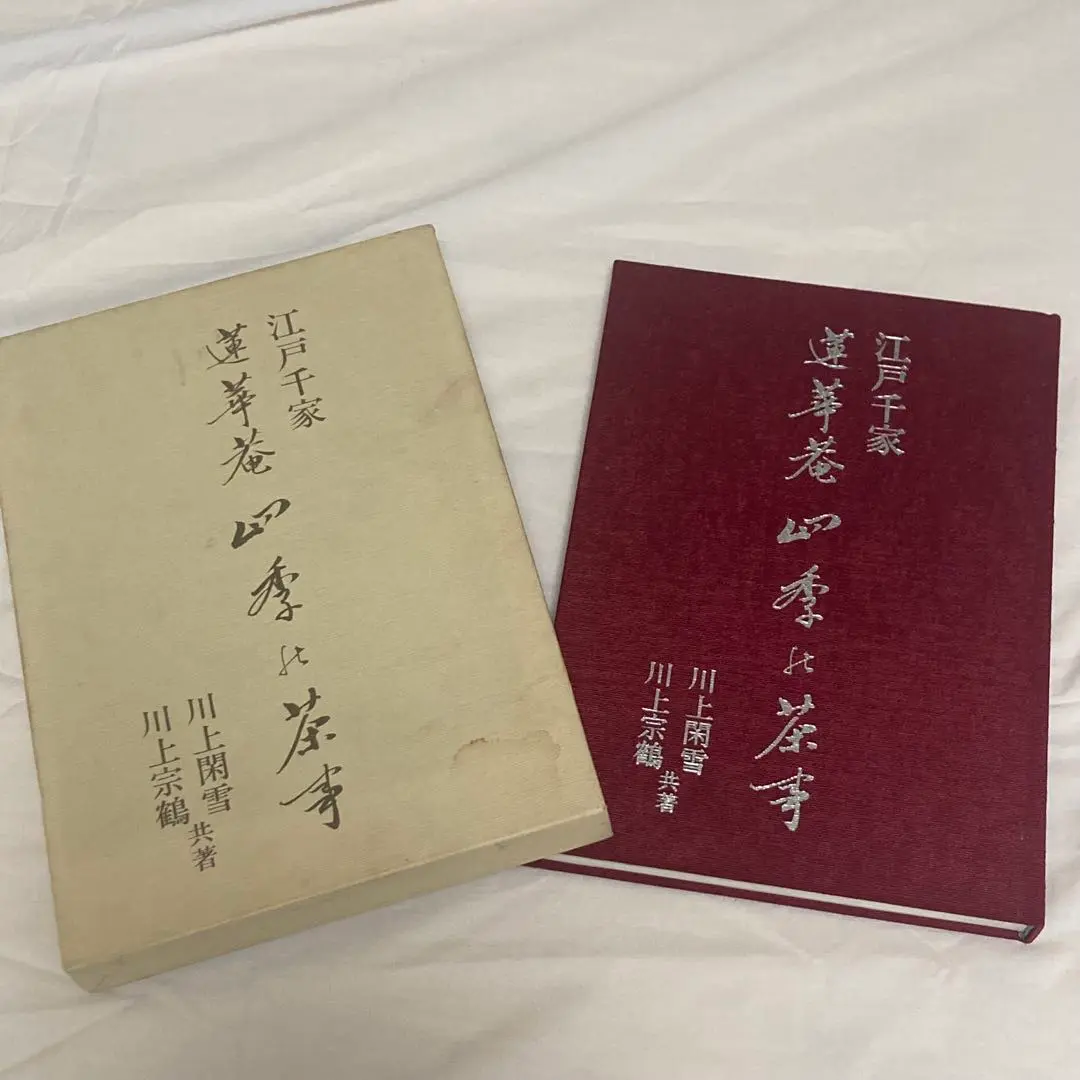 江戸千家
蓮華菴四季の茶事
川上閑雪
川上宗鶴
共著
江戸千家
蓮華菴四季の茶事
川上閑雪
川上宗鶴
共著